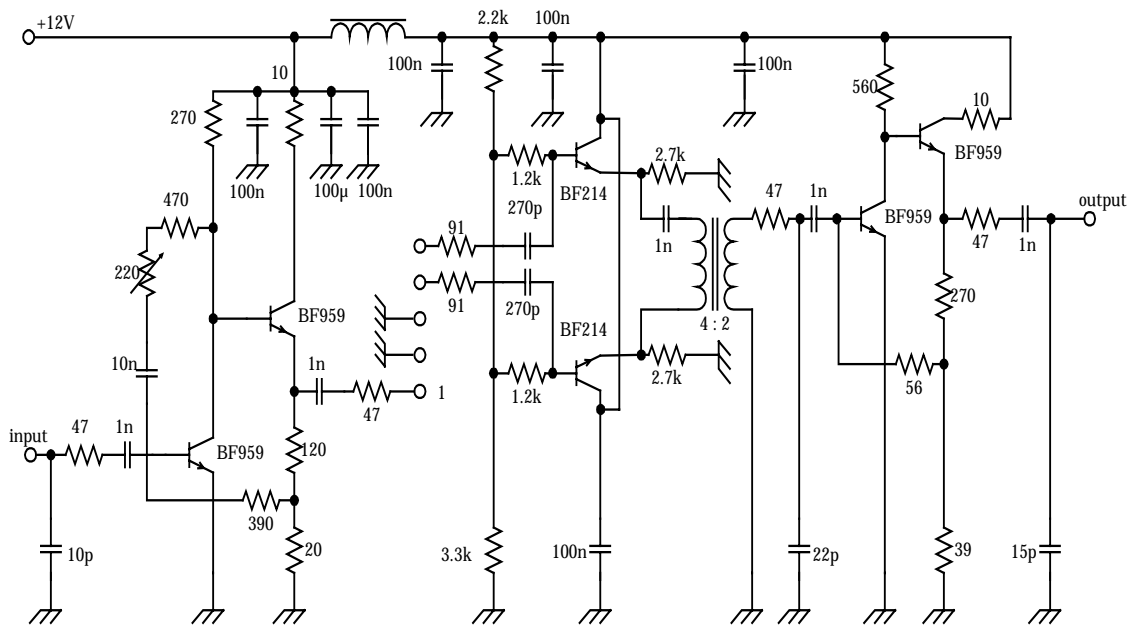 +12V
2.2k
100n
10
100n
100n
560
10
270
BF959
100n
100µ
100n
1.2k
BF214
2.7k
470
270p
47
1n
BF959
output
91
1n
47
1n
220
91
270p
270
BF959
BF214
4 : 2
10n
1n
2.7k
56
47
1
1.2k
input
47
1n
BF959
120
390
10p
20
3.3k
100n
22p
39
15p